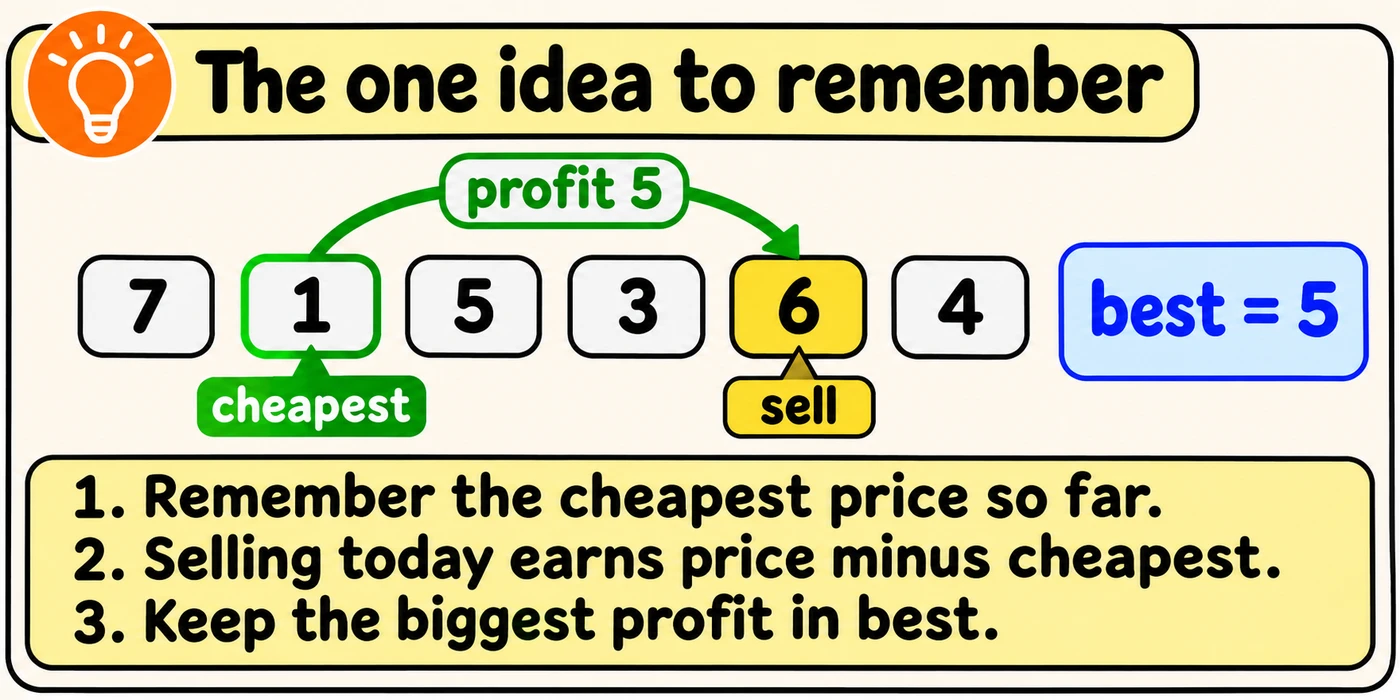 The one idea to remember
profit 5
7 1 5 3 6 4
best = 5
cheapest
sell
1. Remember the cheapest price so far.
2. Selling today earns price minus cheapest.
3. Keep the biggest profit in best.